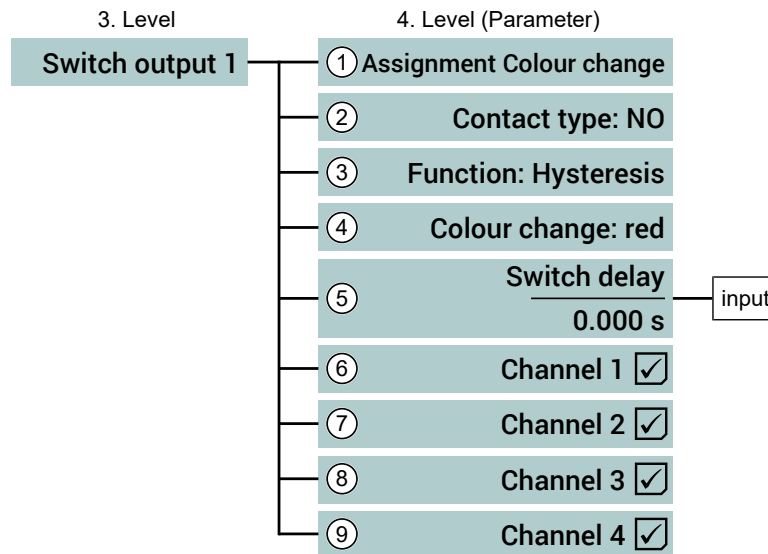 3. Level
4. Level (Parameter)
Switch output 1
1 Assignment Colour change
2 Contact type: NO
3 Function: Hysteresis
4 Colour change: red
5 Switch delay
0.000 s
input
6 Channel 1
7 Channel 2
8 Channel 3
9 Channel 4